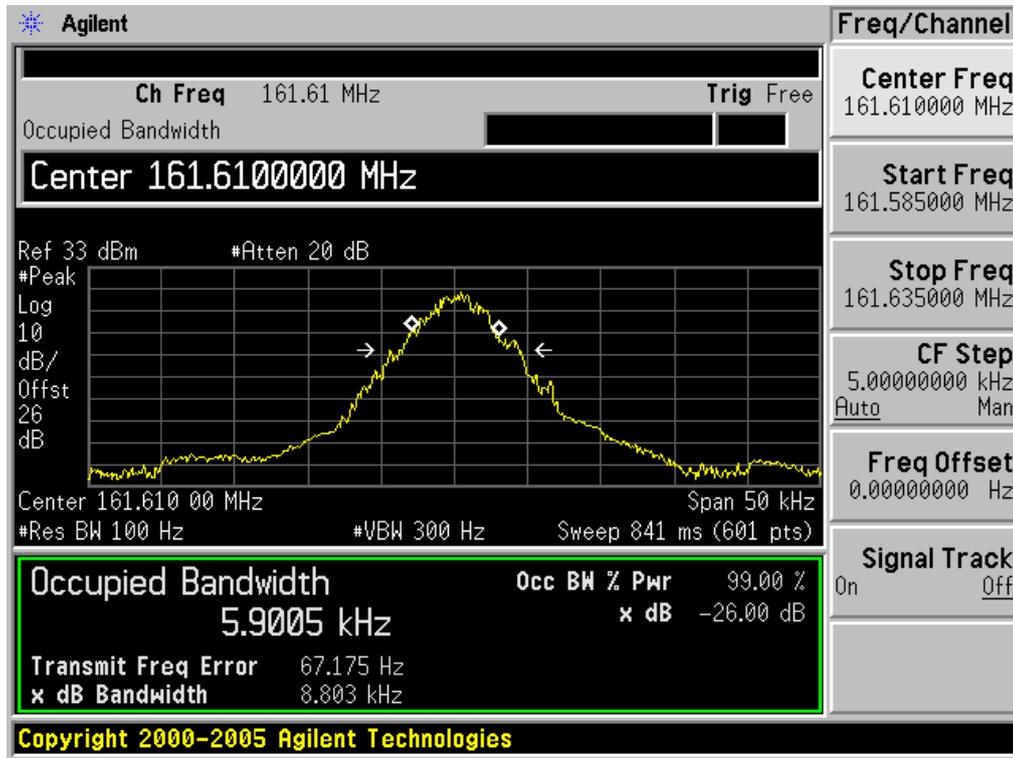 Agilent
Freq/Channel
Ch Freq 161.61 MHz Trig Free
Occupied Bandwidth
Center 161.6100000 MHz
Ref 33 dBm #Atten 20 dB
#Peak
Log
10
dB/
Offst
26
dB
Center 161.610 00 MHz Span 50 kHz
#Res BW 100 Hz #VBW 300 Hz Sweep 841 ms (601 pts)
Occupied Bandwidth
5.9005 kHz
Occ BW % Pwr 99.00 %
x dB -26.00 dB
Transmit Freq Error 67.175 Hz
x dB Bandwidth 8.803 kHz
Copyright 2000-2005 Agilent Technologies
Center Freq
161.610000 MHz
Start Freq
161.585000 MHz
Stop Freq
161.635000 MHz
CF Step
5.00000000 kHz
Auto Man
Freq Offset
0.00000000 Hz
Signal Track
On Off